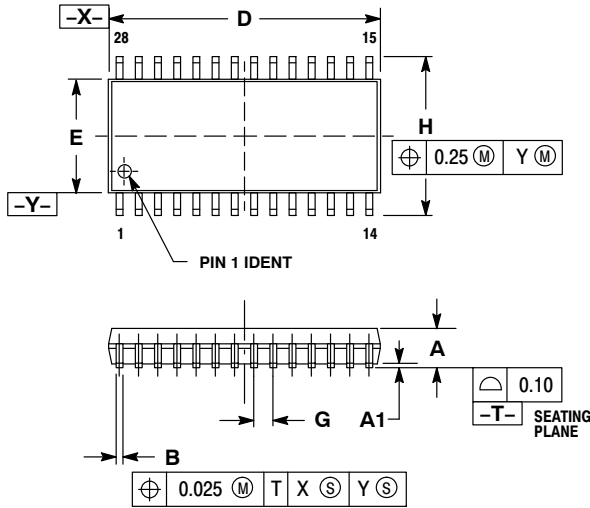 –X–
D
28
15
E
H
⌖ 0.25 Ⓜ Y Ⓜ
–Y–
1
14
PIN 1 IDENT
A
G
A1
⌓ 0.10
–T– SEATING
PLANE
B
⌖ 0.025 Ⓜ T X Ⓢ Y Ⓢ